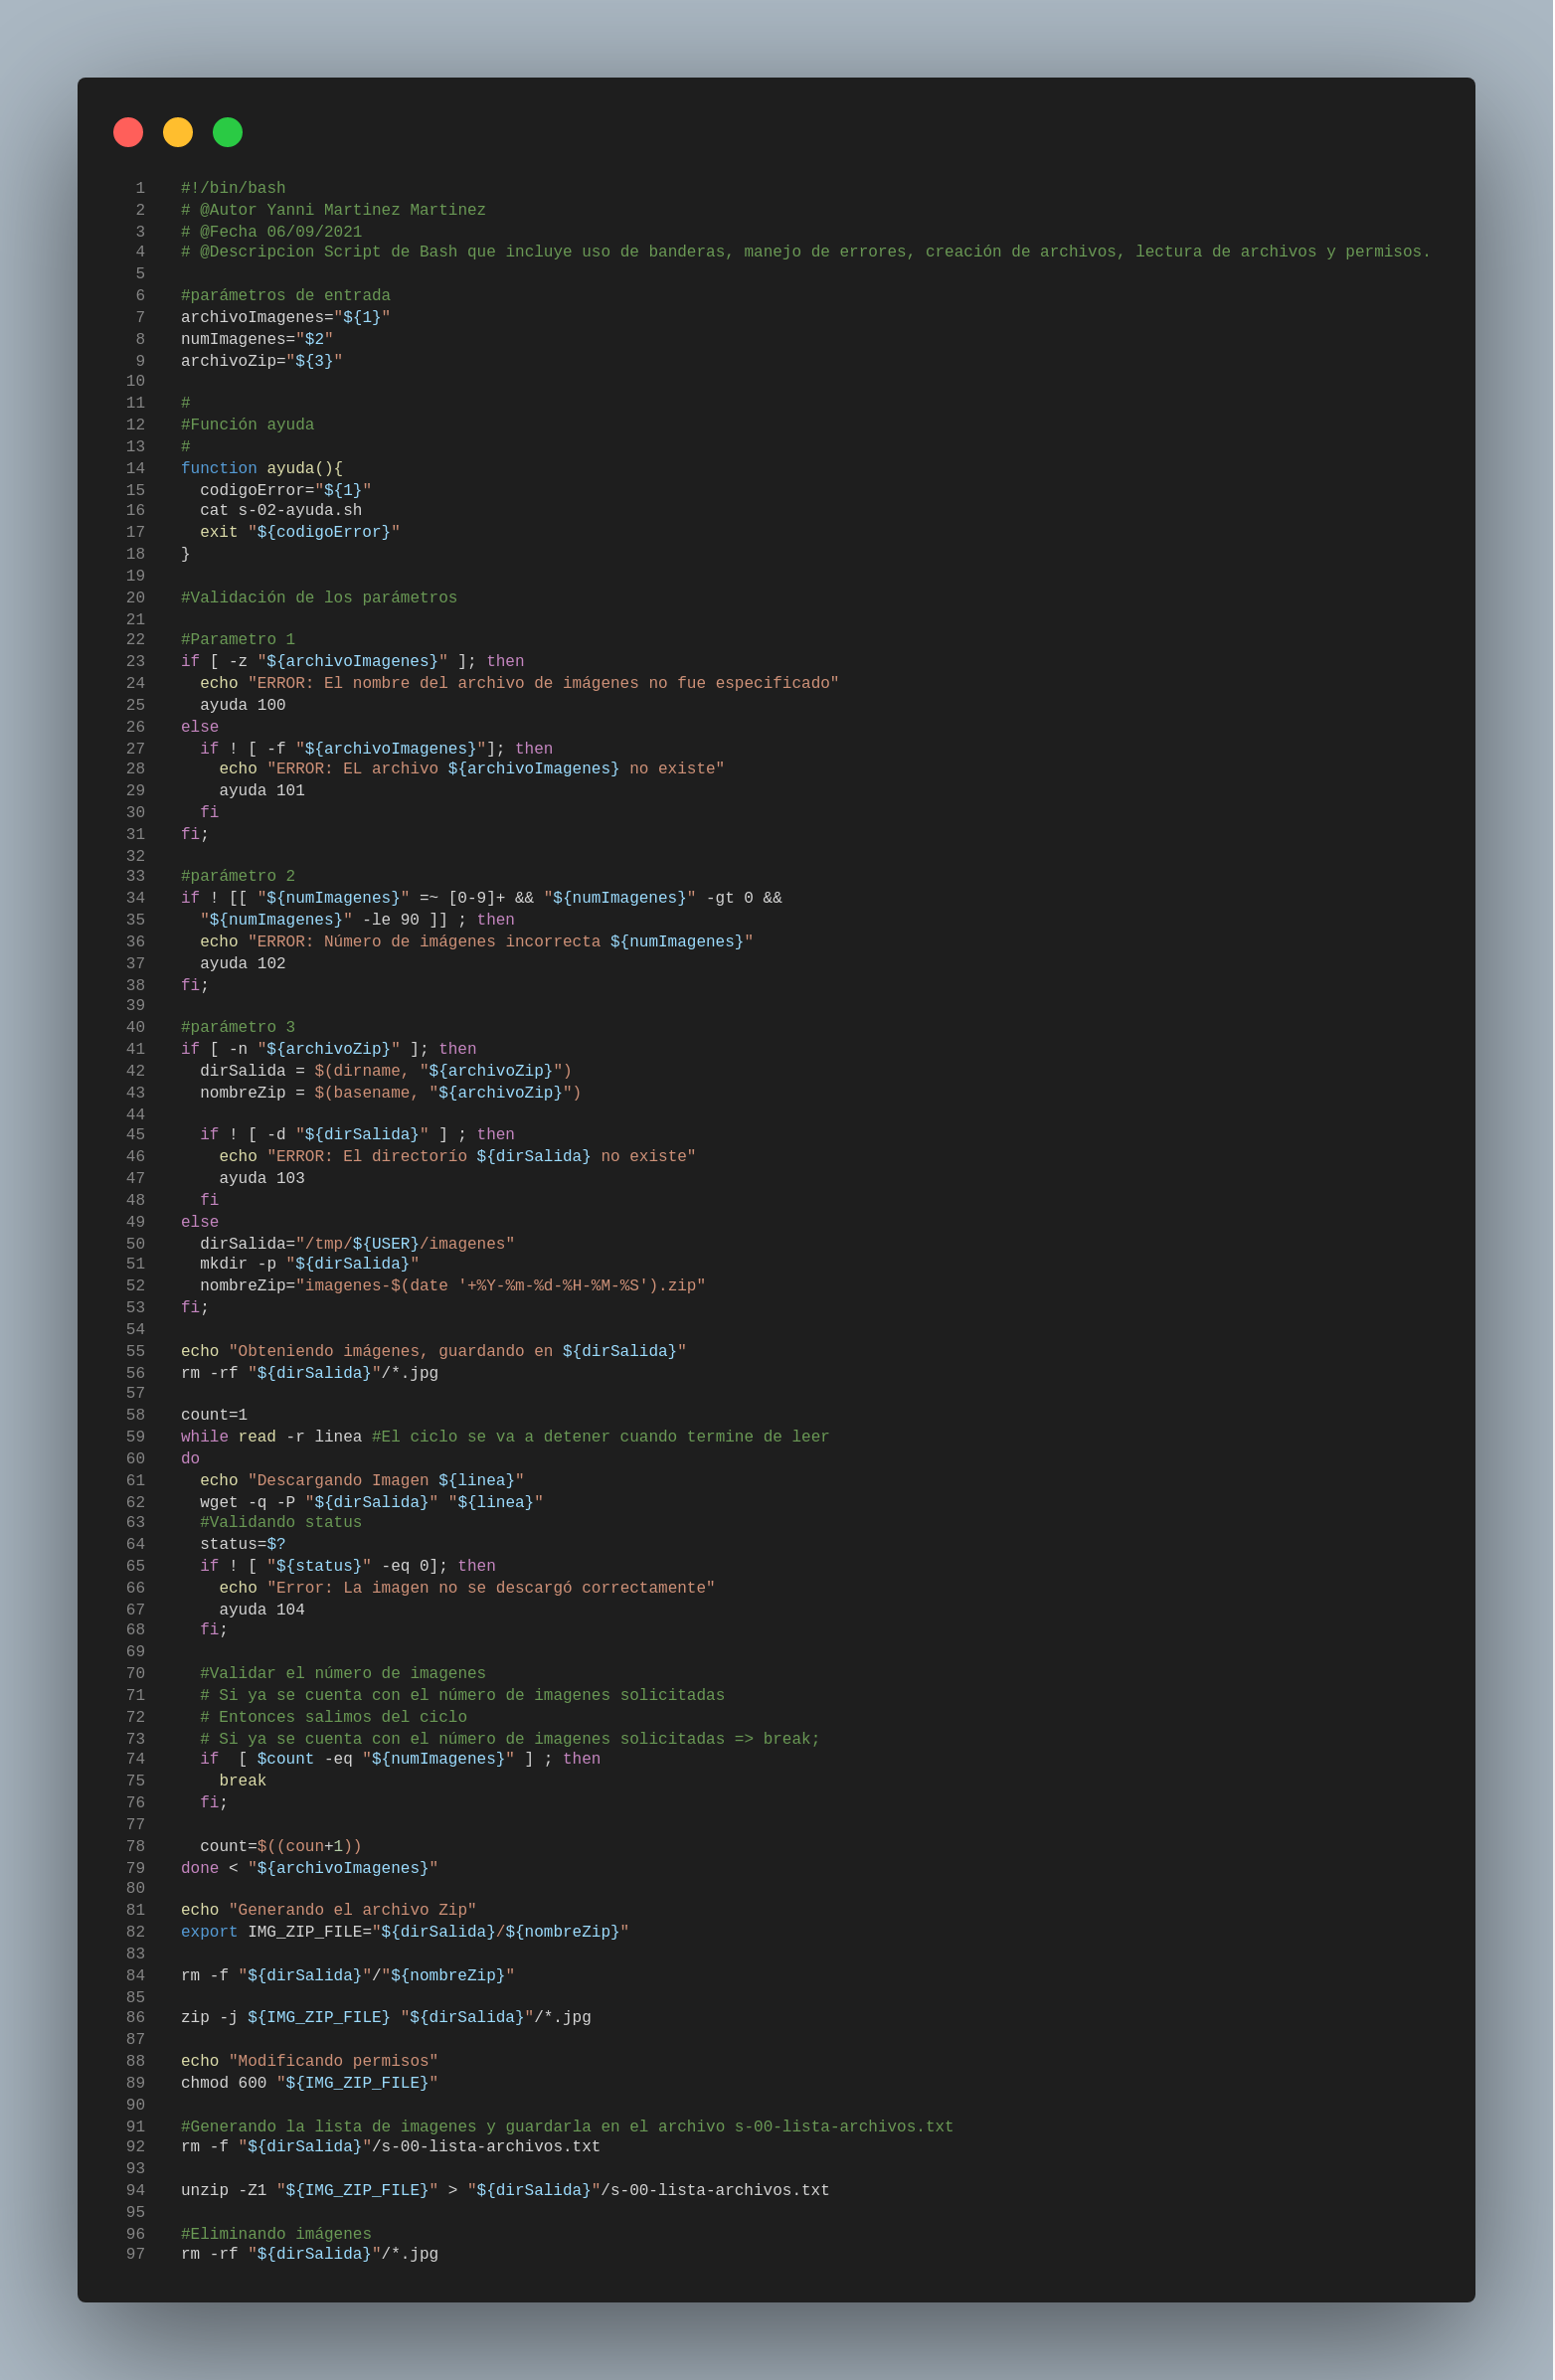 1 #!/bin/bash
2 # @Autor Yanni Martinez Martinez
3 # @Fecha 06/09/2021
4 # @Descripcion Script de Bash que incluye uso de banderas, manejo de errores, creación de archivos, lectura de archivos y permisos.
5
6 #parámetros de entrada
7 archivoImagenes="${1}"
8 numImagenes="$2"
9 archivoZip="${3}"
10
11 #
12 #Función ayuda
13 #
14 function ayuda(){
15   codigoError="${1}"
16   cat s-02-ayuda.sh
17   exit "${codigoError}"
18 }
19
20 #Validación de los parámetros
21
22 #Parametro 1
23 if [ -z "${archivoImagenes}" ]; then
24   echo "ERROR: El nombre del archivo de imágenes no fue especificado"
25   ayuda 100
26 else
27   if ! [ -f "${archivoImagenes}"]; then
28     echo "ERROR: EL archivo ${archivoImagenes} no existe"
29     ayuda 101
30   fi
31 fi;
32
33 #parámetro 2
34 if ! [[ "${numImagenes}" =~ [0-9]+ && "${numImagenes}" -gt 0 &&
35   "${numImagenes}" -le 90 ]] ; then
36   echo "ERROR: Número de imágenes incorrecta ${numImagenes}"
37   ayuda 102
38 fi;
39
40 #parámetro 3
41 if [ -n "${archivoZip}" ]; then
42   dirSalida = $(dirname, "${archivoZip}")
43   nombreZip = $(basename, "${archivoZip}")
44
45   if ! [ -d "${dirSalida}" ] ; then
46     echo "ERROR: El directorío ${dirSalida} no existe"
47     ayuda 103
48   fi
49 else
50   dirSalida="/tmp/${USER}/imagenes"
51   mkdir -p "${dirSalida}"
52   nombreZip="imagenes-$(date '+%Y-%m-%d-%H-%M-%S').zip"
53 fi;
54
55 echo "Obteniendo imágenes, guardando en ${dirSalida}"
56 rm -rf "${dirSalida}"/*.jpg
57
58 count=1
59 while read -r linea #El ciclo se va a detener cuando termine de leer
60 do
61   echo "Descargando Imagen ${linea}"
62   wget -q -P "${dirSalida}" "${linea}"
63   #Validando status
64   status=$?
65   if ! [ "${status}" -eq 0]; then
66     echo "Error: La imagen no se descargó correctamente"
67     ayuda 104
68   fi;
69
70   #Validar el número de imagenes
71   # Si ya se cuenta con el número de imagenes solicitadas
72   # Entonces salimos del ciclo
73   # Si ya se cuenta con el número de imagenes solicitadas => break;
74   if  [ $count -eq "${numImagenes}" ] ; then
75     break
76   fi;
77
78   count=$((coun+1))
79 done < "${archivoImagenes}"
80
81 echo "Generando el archivo Zip"
82 export IMG_ZIP_FILE="${dirSalida}/${nombreZip}"
83
84 rm -f "${dirSalida}"/"${nombreZip}"
85
86 zip -j ${IMG_ZIP_FILE} "${dirSalida}"/*.jpg
87
88 echo "Modificando permisos"
89 chmod 600 "${IMG_ZIP_FILE}"
90
91 #Generando la lista de imagenes y guardarla en el archivo s-00-lista-archivos.txt
92 rm -f "${dirSalida}"/s-00-lista-archivos.txt
93
94 unzip -Z1 "${IMG_ZIP_FILE}" > "${dirSalida}"/s-00-lista-archivos.txt
95
96 #Eliminando imágenes
97 rm -rf "${dirSalida}"/*.jpg